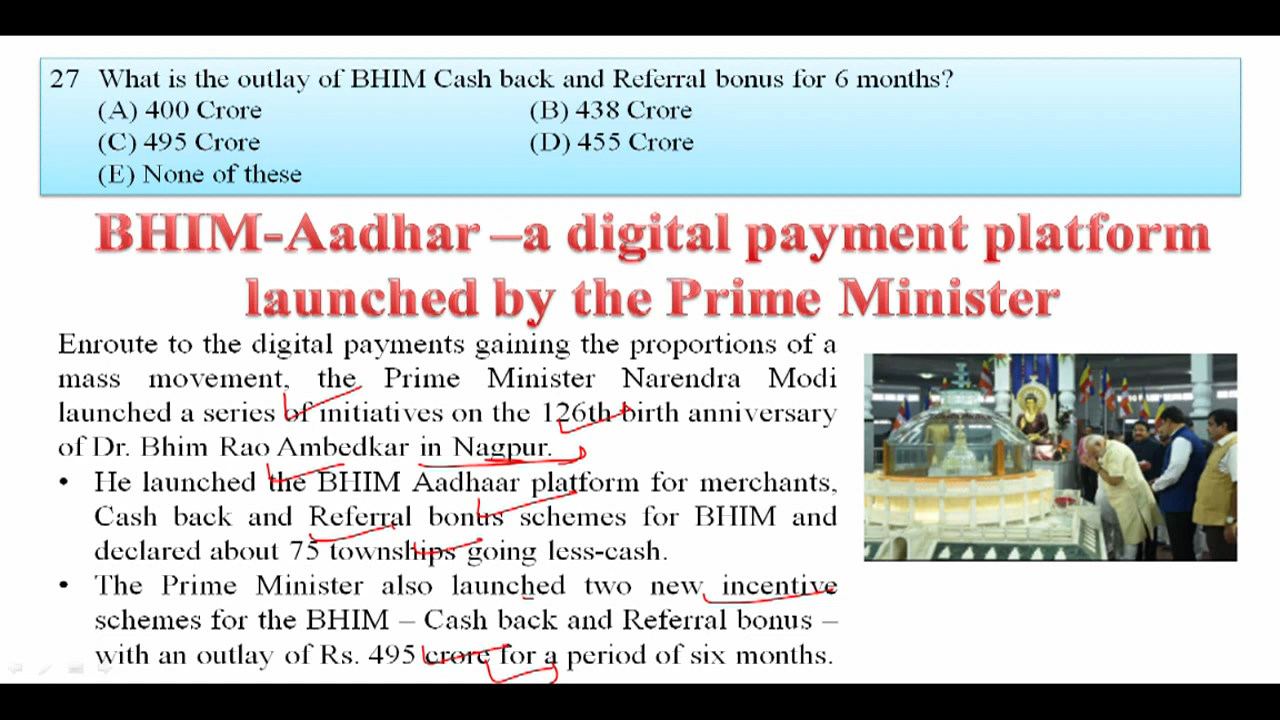 27 What is the outlay of BHIM Cash back and Referral bonus for 6 months?
(A) 400 Crore (B) 438 Crore
(C) 495 Crore (D) 455 Crore
(E) None of these
BHIM-Aadhar –a digital payment platform
launched by the Prime Minister
Enroute to the digital payments gaining the proportions of a
mass movement, the Prime Minister Narendra Modi
launched a series of initiatives on the 126th birth anniversary
of Dr. Bhim Rao Ambedkar in Nagpur.
• He launched the BHIM Aadhaar platform for merchants,
Cash back and Referral bonus schemes for BHIM and
declared about 75 townships going less-cash.
• The Prime Minister also launched two new incentive
schemes for the BHIM – Cash back and Referral bonus –
with an outlay of Rs. 495 crore for a period of six months.